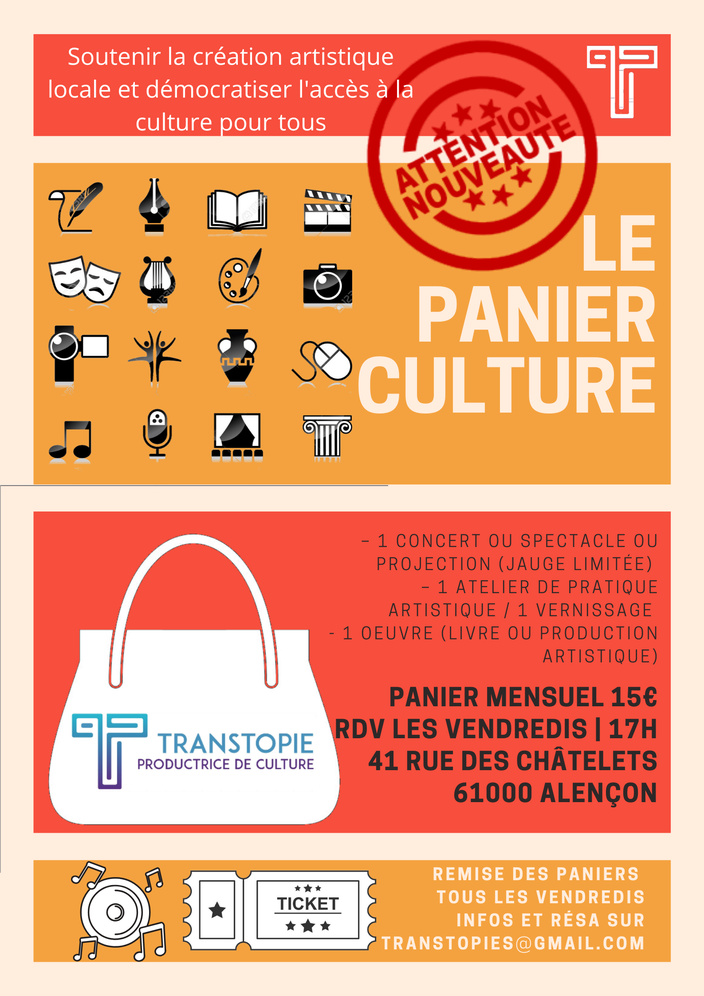 Soutenir la création artistique
locale et démocratiser l'accès à la
culture pour tous
ATTENTION
NOUVEAUTÉ
LE
PANIER
CULTURE
– 1 CONCERT OU SPECTACLE OU
PROJECTION (JAUGE LIMITÉE)
– 1 ATELIER DE PRATIQUE
ARTISTIQUE / 1 VERNISSAGE
- 1 OEUVRE (LIVRE OU PRODUCTION
ARTISTIQUE)
PANIER MENSUEL 15€
RDV LES VENDREDIS | 17H
41 RUE DES CHÂTELETS
61000 ALENÇON
TRANSTOPIE
PRODUCTRICE DE CULTURE
TICKET
REMISE DES PANIERS
TOUS LES VENDREDIS
INFOS ET RÉSA SUR
TRANSTOPIES@GMAIL.COM